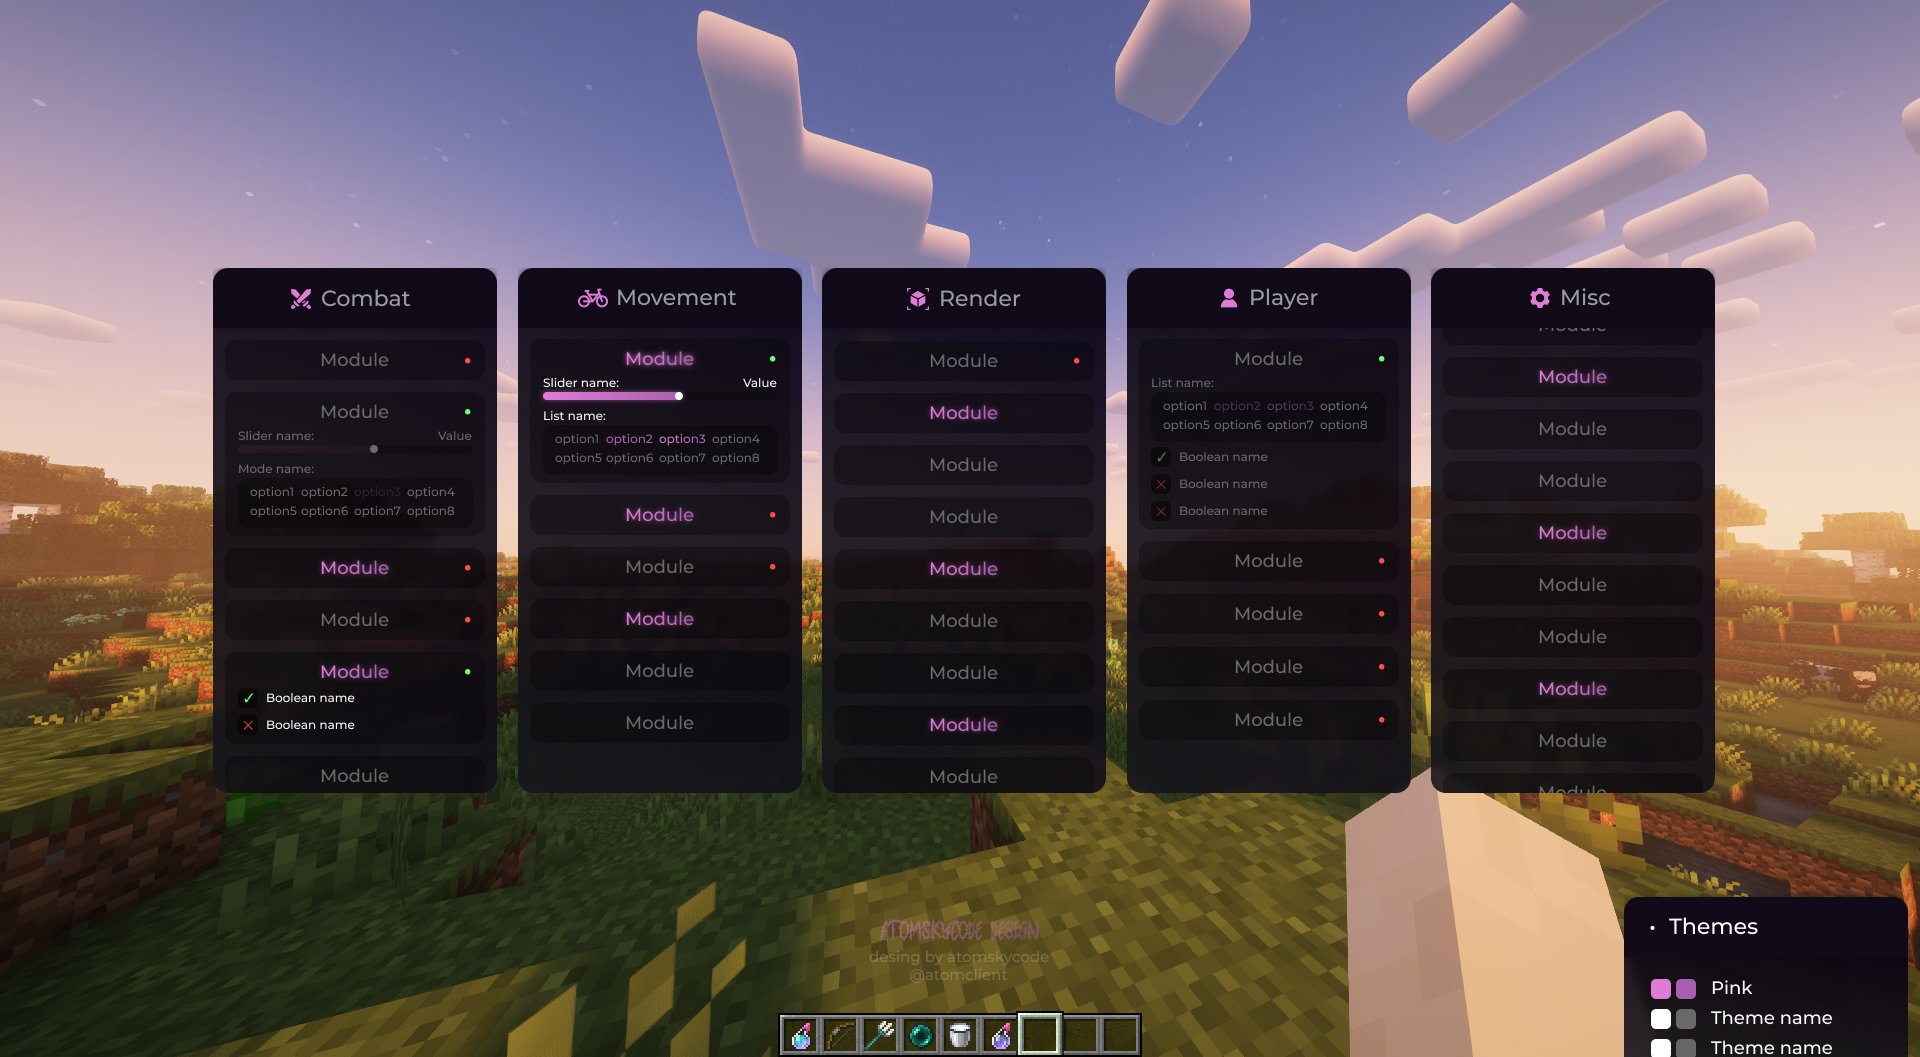 Combat
Module
Module
Slider name: Value
Mode name:
option1 option2 option3 option4
option5 option6 option7 option8
Module
Module
Module
Boolean name
Boolean name
Module
Movement
Module
Slider name: Value
List name:
option1 option2 option3 option4
option5 option6 option7 option8
Module
Module
Module
Module
Module
Render
Module
Module
Module
Module
Module
Module
Module
Module
Module
Player
Module
List name:
option1 option2 option3 option4
option5 option6 option7 option8
Boolean name
Boolean name
Boolean name
Module
Module
Module
Module
Misc
Module
Module
Module
Module
Module
Module
Module
Module
Module
Module
ATOMSKYCODE DESIGN
desing by atomskycode
@atomclient
Themes
Pink
Theme name
Theme name